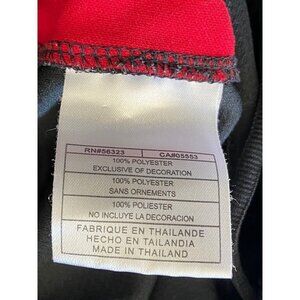 RN#56323 CA#05553
100% POLYESTER
EXCLUSIVE OF DECORATION
100% POLYESTER
SANS ORNEMENTS
100% POLIESTER
NO INCLUYE LA DECORACION
FABRIQUE EN THAILANDE
HECHO EN TAILANDIA
MADE IN THAILAND